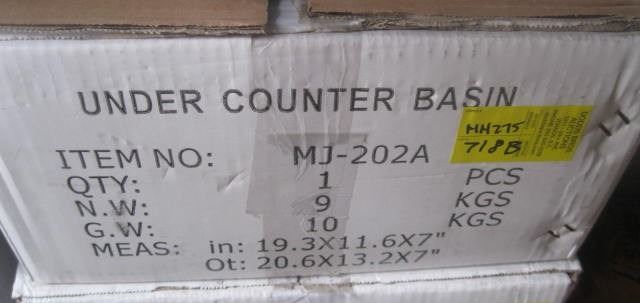 UNDER COUNTER BASIN
ITEM NO: MJ-202A
QTY: 1 PCS
N.W: 9 KGS
G.W: 10 KGS
MEAS: in: 19.3X11.6X7"
Ot: 20.6X13.2X7"
MH275
718B